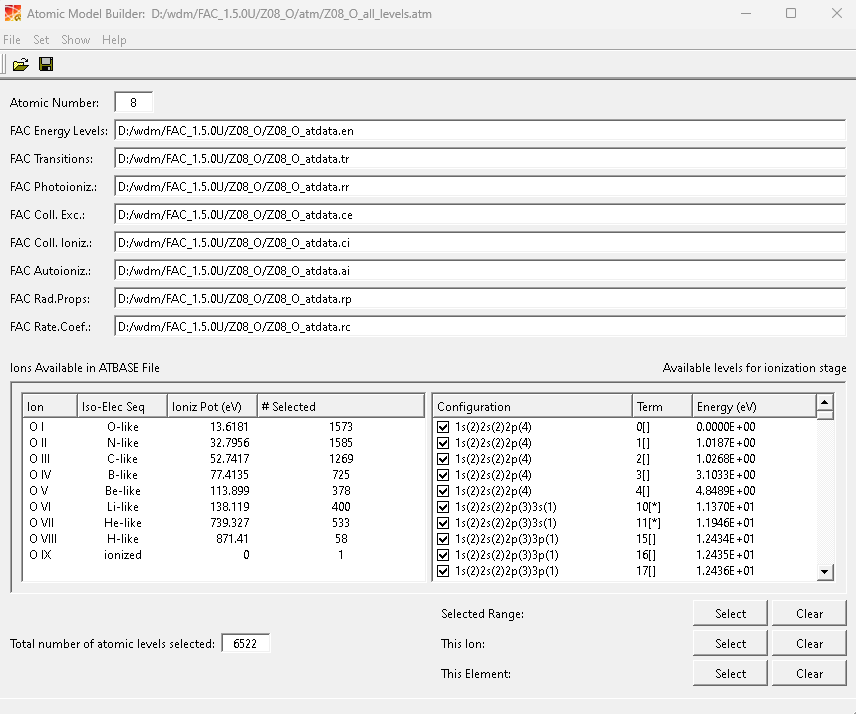 Atomic Model Builder: D:/wdm/FAC_1.5.0U/Z08_O/atm/Z08_O_all_levels.atm
File Set Show Help
Atomic Number: 8
FAC Energy Levels: D:/wdm/FAC_1.5.0U/Z08_O/Z08_O_atdata.en
FAC Transitions: D:/wdm/FAC_1.5.0U/Z08_O/Z08_O_atdata.tr
FAC Photoioniz.: D:/wdm/FAC_1.5.0U/Z08_O/Z08_O_atdata.rr
FAC Coll. Exc.: D:/wdm/FAC_1.5.0U/Z08_O/Z08_O_atdata.ce
FAC Coll. Ioniz.: D:/wdm/FAC_1.5.0U/Z08_O/Z08_O_atdata.ci
FAC Autoioniz.: D:/wdm/FAC_1.5.0U/Z08_O/Z08_O_atdata.ai
FAC Rad.Props: D:/wdm/FAC_1.5.0U/Z08_O/Z08_O_atdata.rp
FAC Rate.Coef.: D:/wdm/FAC_1.5.0U/Z08_O/Z08_O_atdata.rc
Ions Available in ATBASE File Available levels for ionization stage
Ion Iso-Elec Seq Ioniz Pot (eV) # Selected Configuration Term Energy (eV)
O I O-like 13.6181 1573 1s(2)2s(2)2p(4) 0[] 0.0000E+00
O II N-like 32.7956 1585 1s(2)2s(2)2p(4) 1[] 1.0187E+00
O III C-like 52.7417 1269 1s(2)2s(2)2p(4) 2[] 1.0268E+00
O IV B-like 77.4135 725 1s(2)2s(2)2p(4) 3[] 3.1033E+00
O V Be-like 113.899 378 1s(2)2s(2)2p(4) 4[] 4.8489E+00
O VI Li-like 138.119 400 1s(2)2s(2)2p(3)3s(1) 10[*] 1.1370E+01
O VII He-like 739.327 533 1s(2)2s(2)2p(3)3s(1) 11[*] 1.1946E+01
O VIII H-like 871.41 58 1s(2)2s(2)2p(3)3p(1) 15[] 1.2434E+01
O IX ionized 0 1 1s(2)2s(2)2p(3)3p(1) 16[] 1.2435E+01
1s(2)2s(2)2p(3)3p(1) 17[] 1.2436E+01
Selected Range: Select Clear
Total number of atomic levels selected: 6522 This Ion: Select Clear
This Element: Select Clear